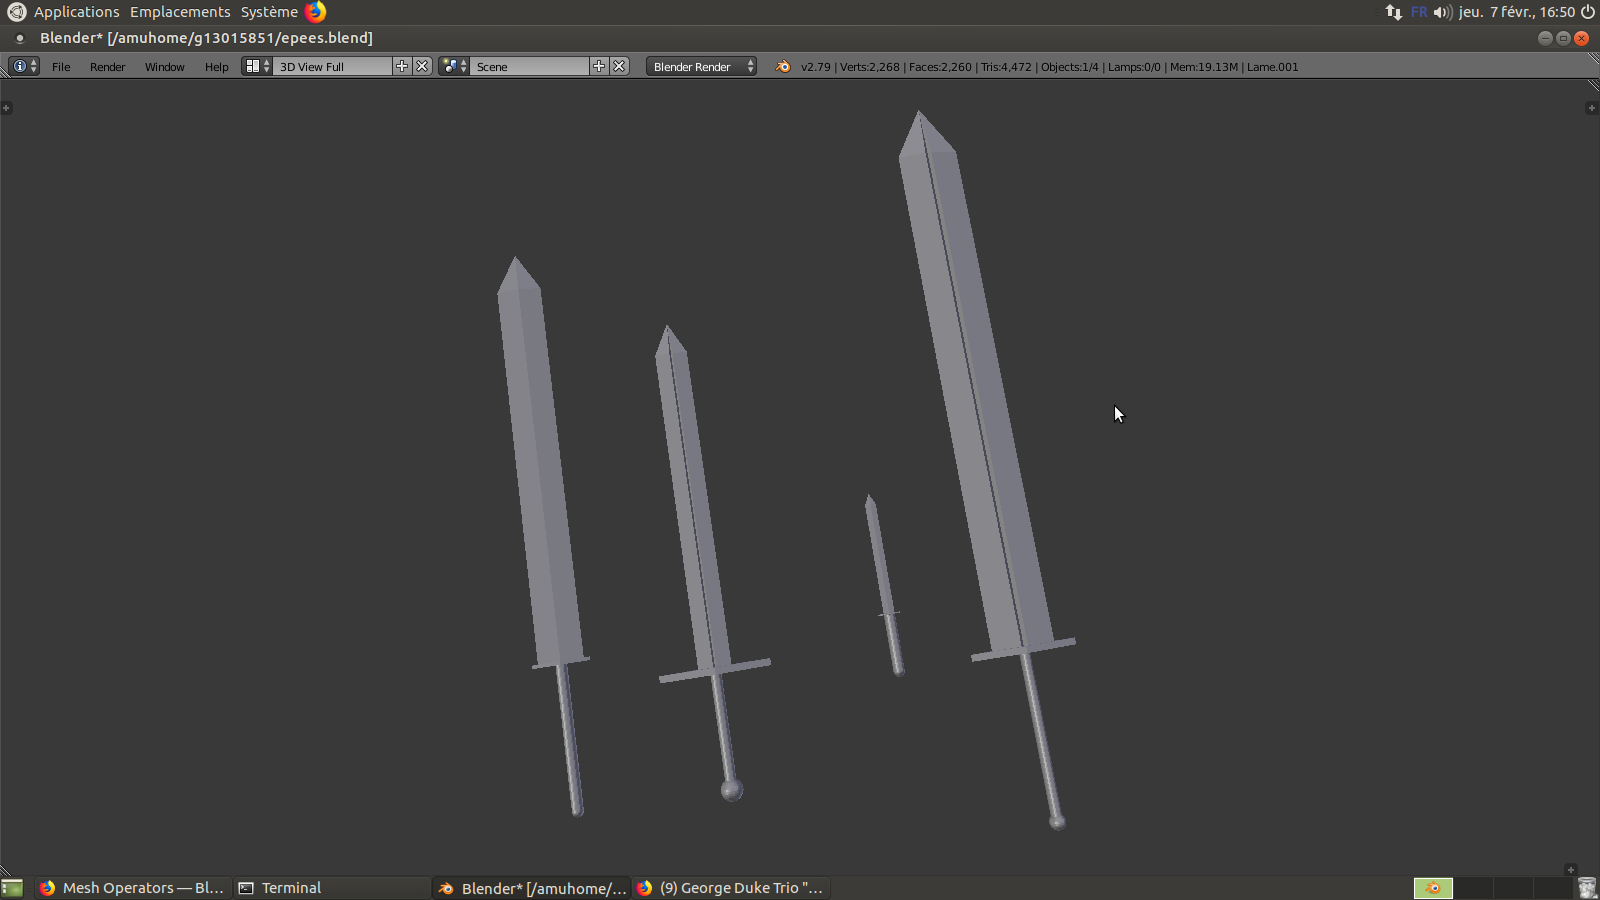 Applications Emplacements Système FR jeu. 7 févr., 16:50
Blender* [/amuhome/g13015851/epees.blend]
File Render Window Help 3D View Full Scene Blender Render v2.79 | Verts:2,268 | Faces:2,260 | Tris:4,472 | Objects:1/4 | Lamps:0/0 | Mem:19.13M | Lame.001
Mesh Operators — Bl... Terminal Blender* [/amuhome/... (9) George Duke Trio "...